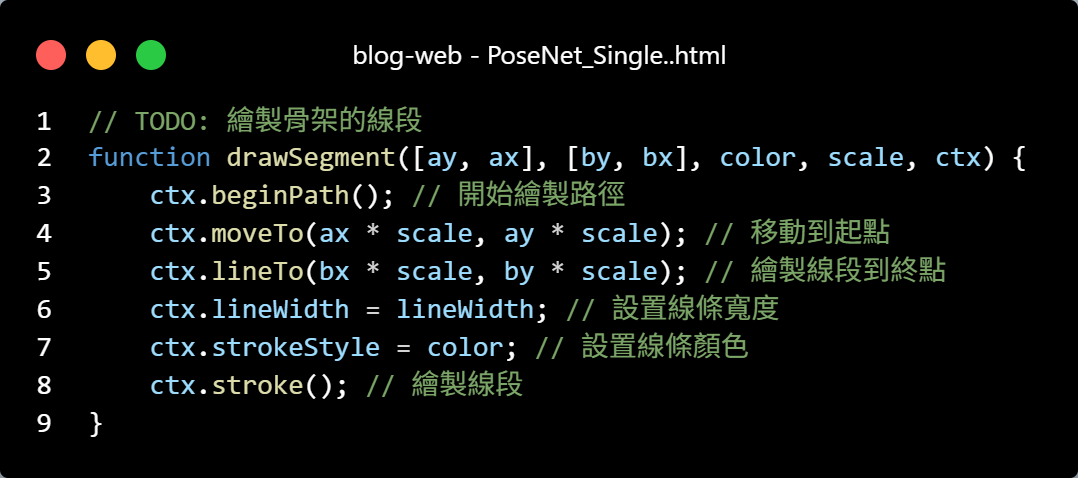 blog-web - PoseNet_Single..html
1 // TODO: 繪製骨架的線段
2 function drawSegment([ay, ax], [by, bx], color, scale, ctx) {
3     ctx.beginPath(); // 開始繪製路徑
4     ctx.moveTo(ax * scale, ay * scale); // 移動到起點
5     ctx.lineTo(bx * scale, by * scale); // 繪製線段到終點
6     ctx.lineWidth = lineWidth; // 設置線條寬度
7     ctx.strokeStyle = color; // 設置線條顏色
8     ctx.stroke(); // 繪製線段
9 }